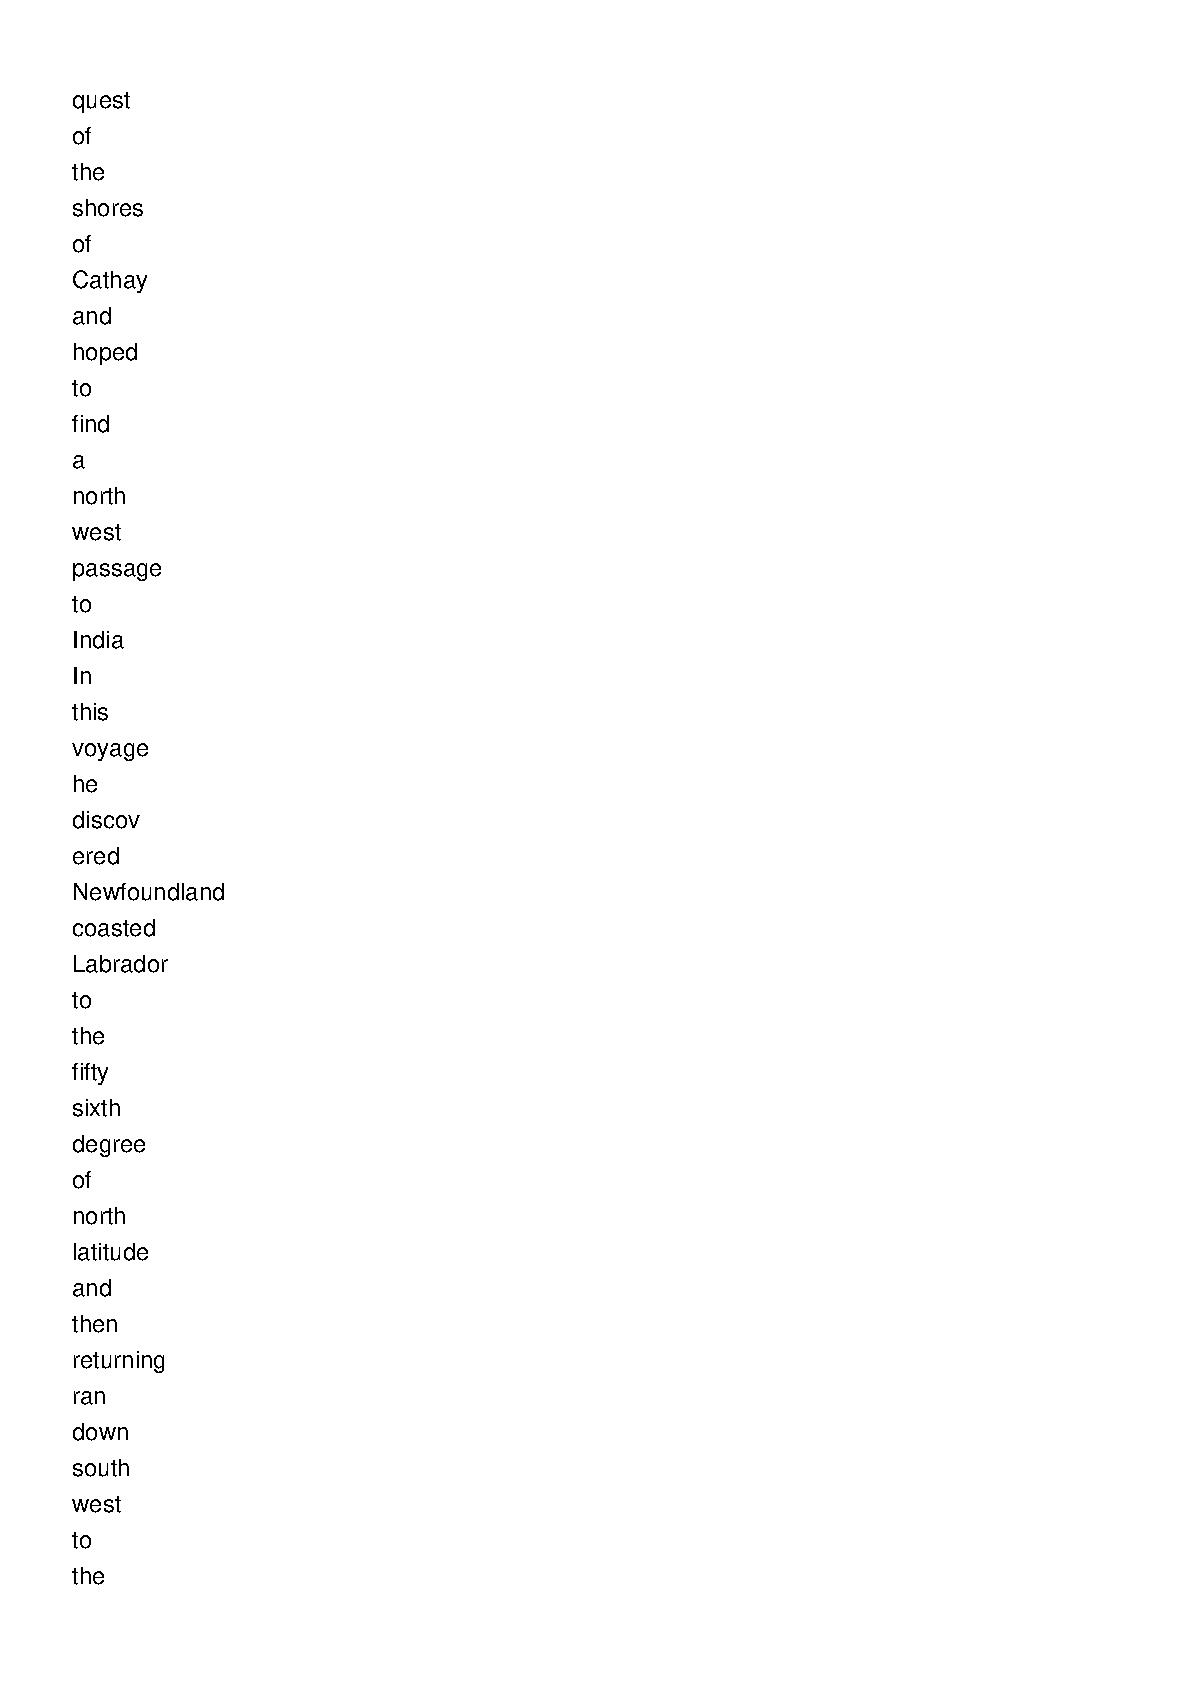 quest
of
the
shores
of
Cathay
and
hoped
to
find
a
north
west
passage
to
India
In
this
voyage
he
discov
ered
Newfoundland
coasted
Labrador
to
the
fifty
sixth
degree
of
north
latitude
and
then
returning
ran
down
south
west
to
the